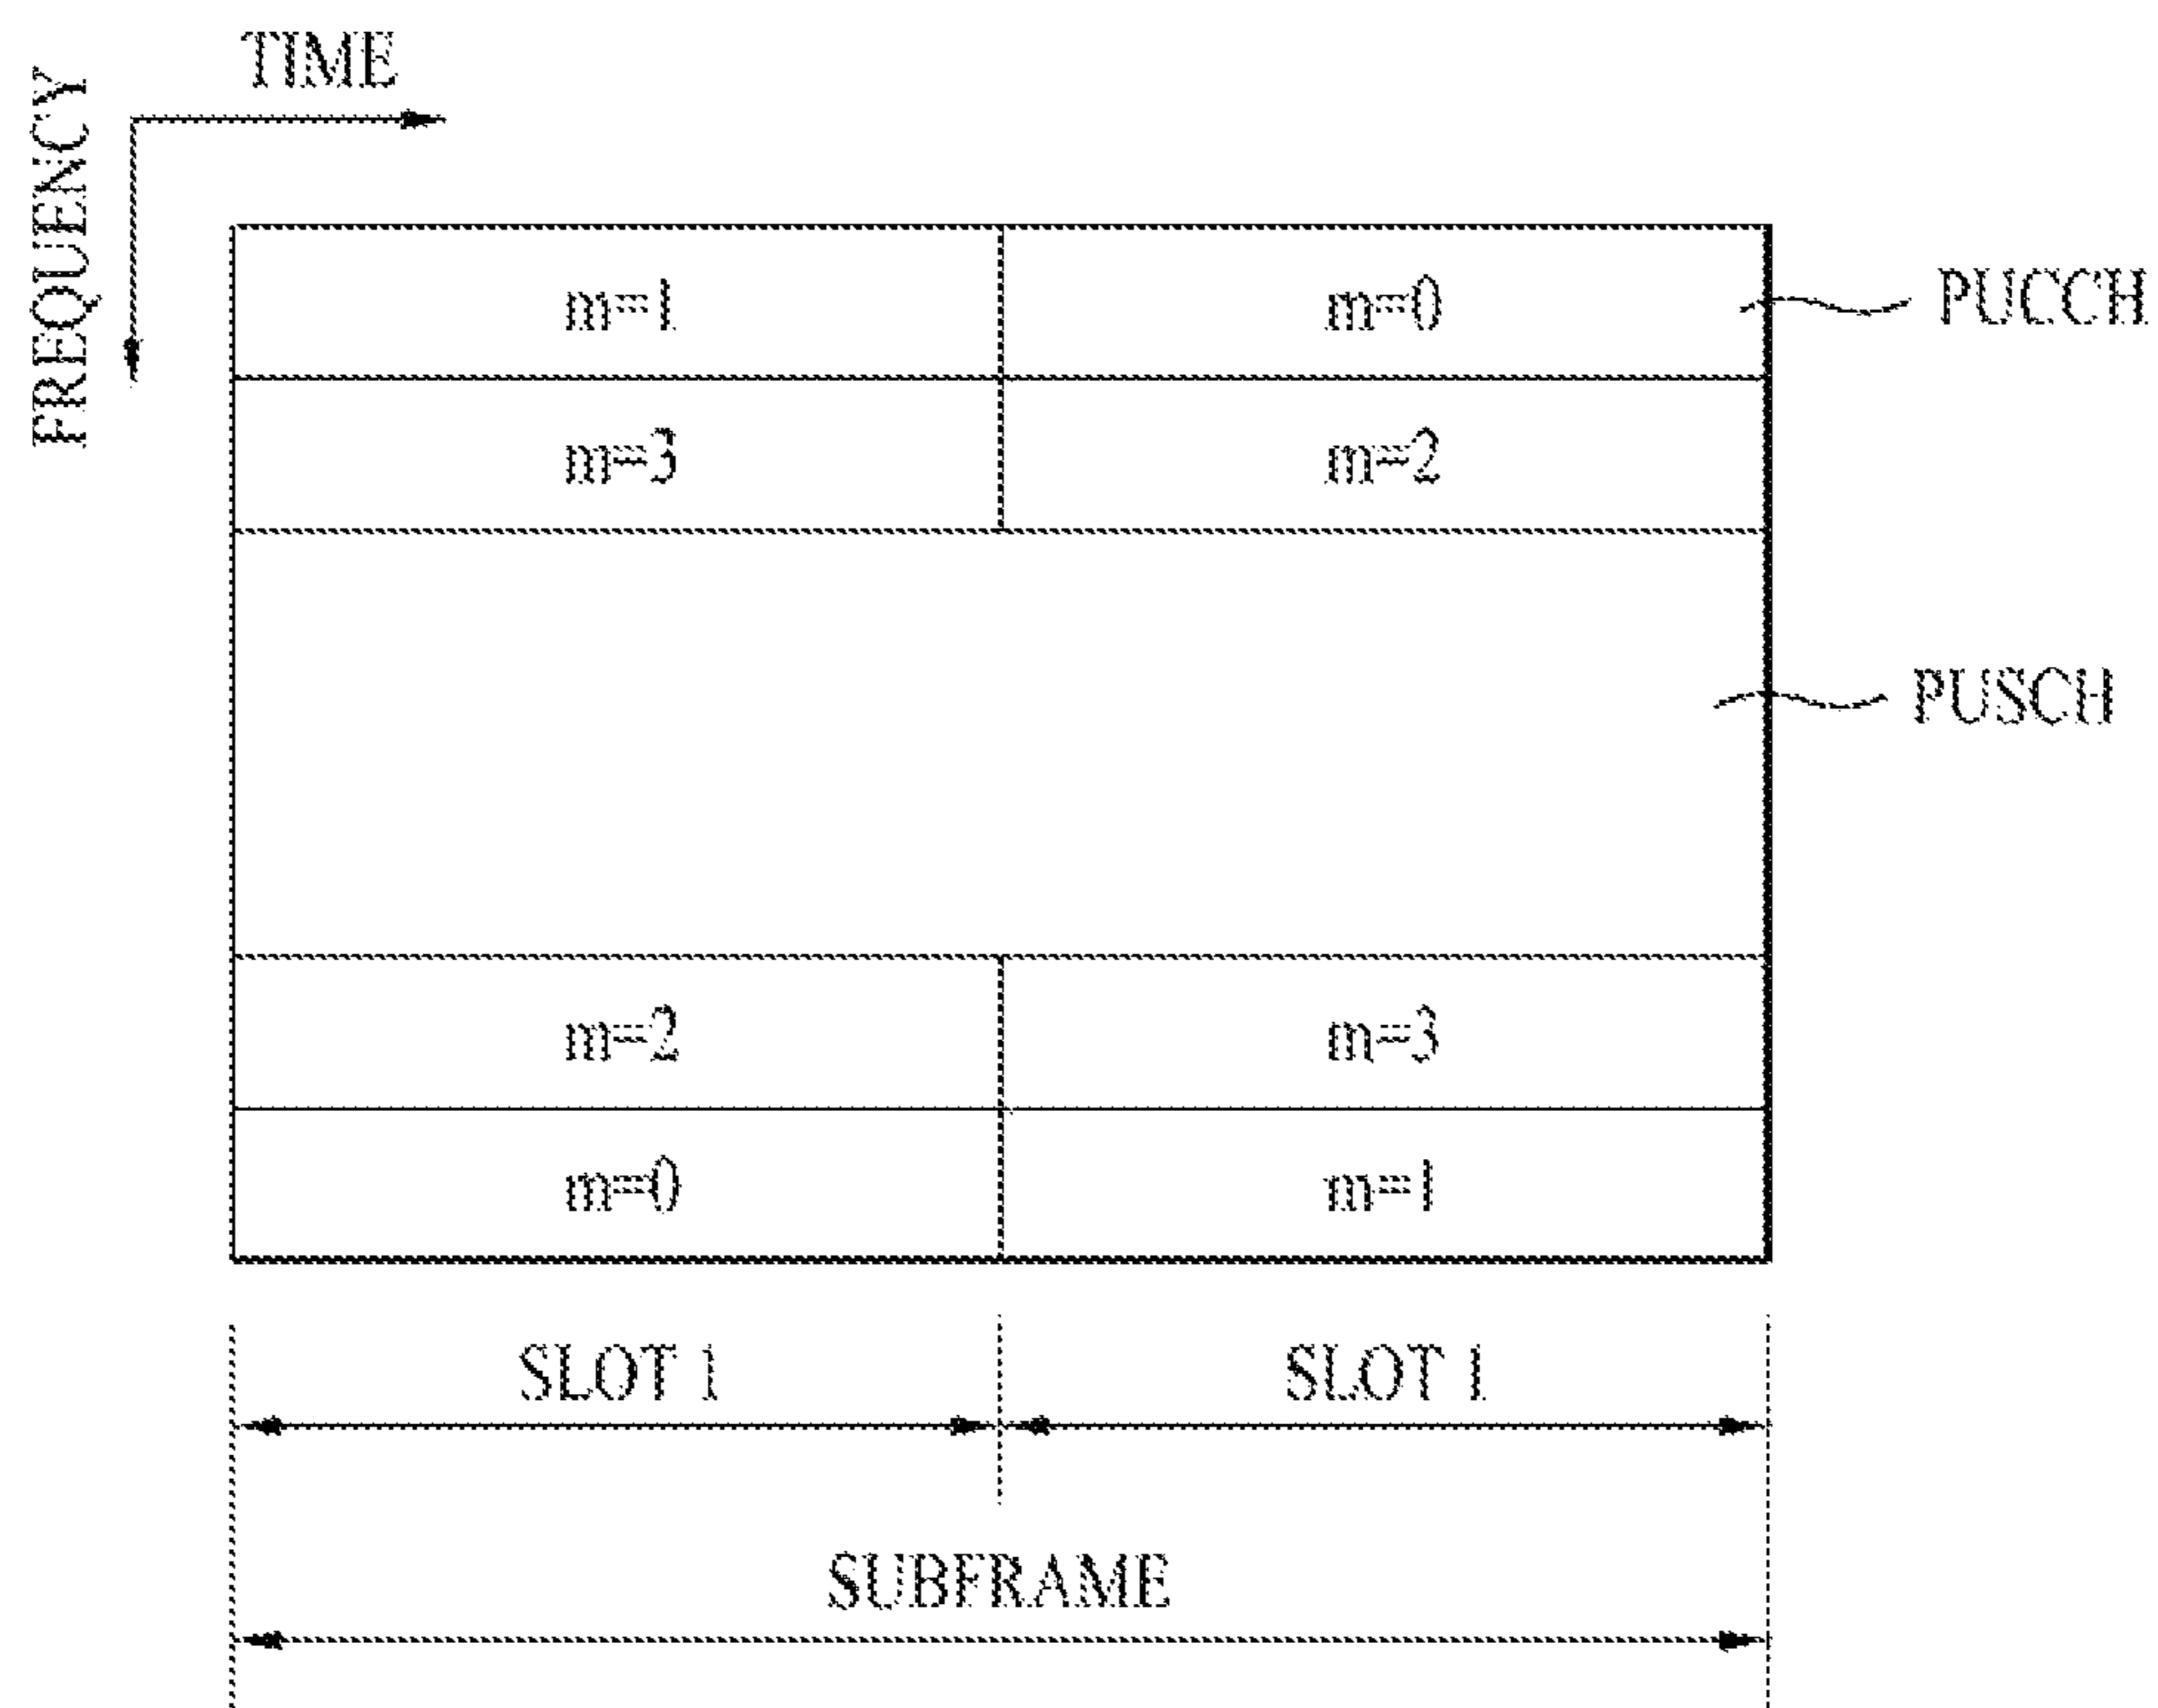 TIME
FREQUENCY
m=1 m=0 PUCCH
m=3 m=2
PUSCH
m=2 m=3
m=0 m=1
SLOT 1 SLOT 1
SUBFRAME